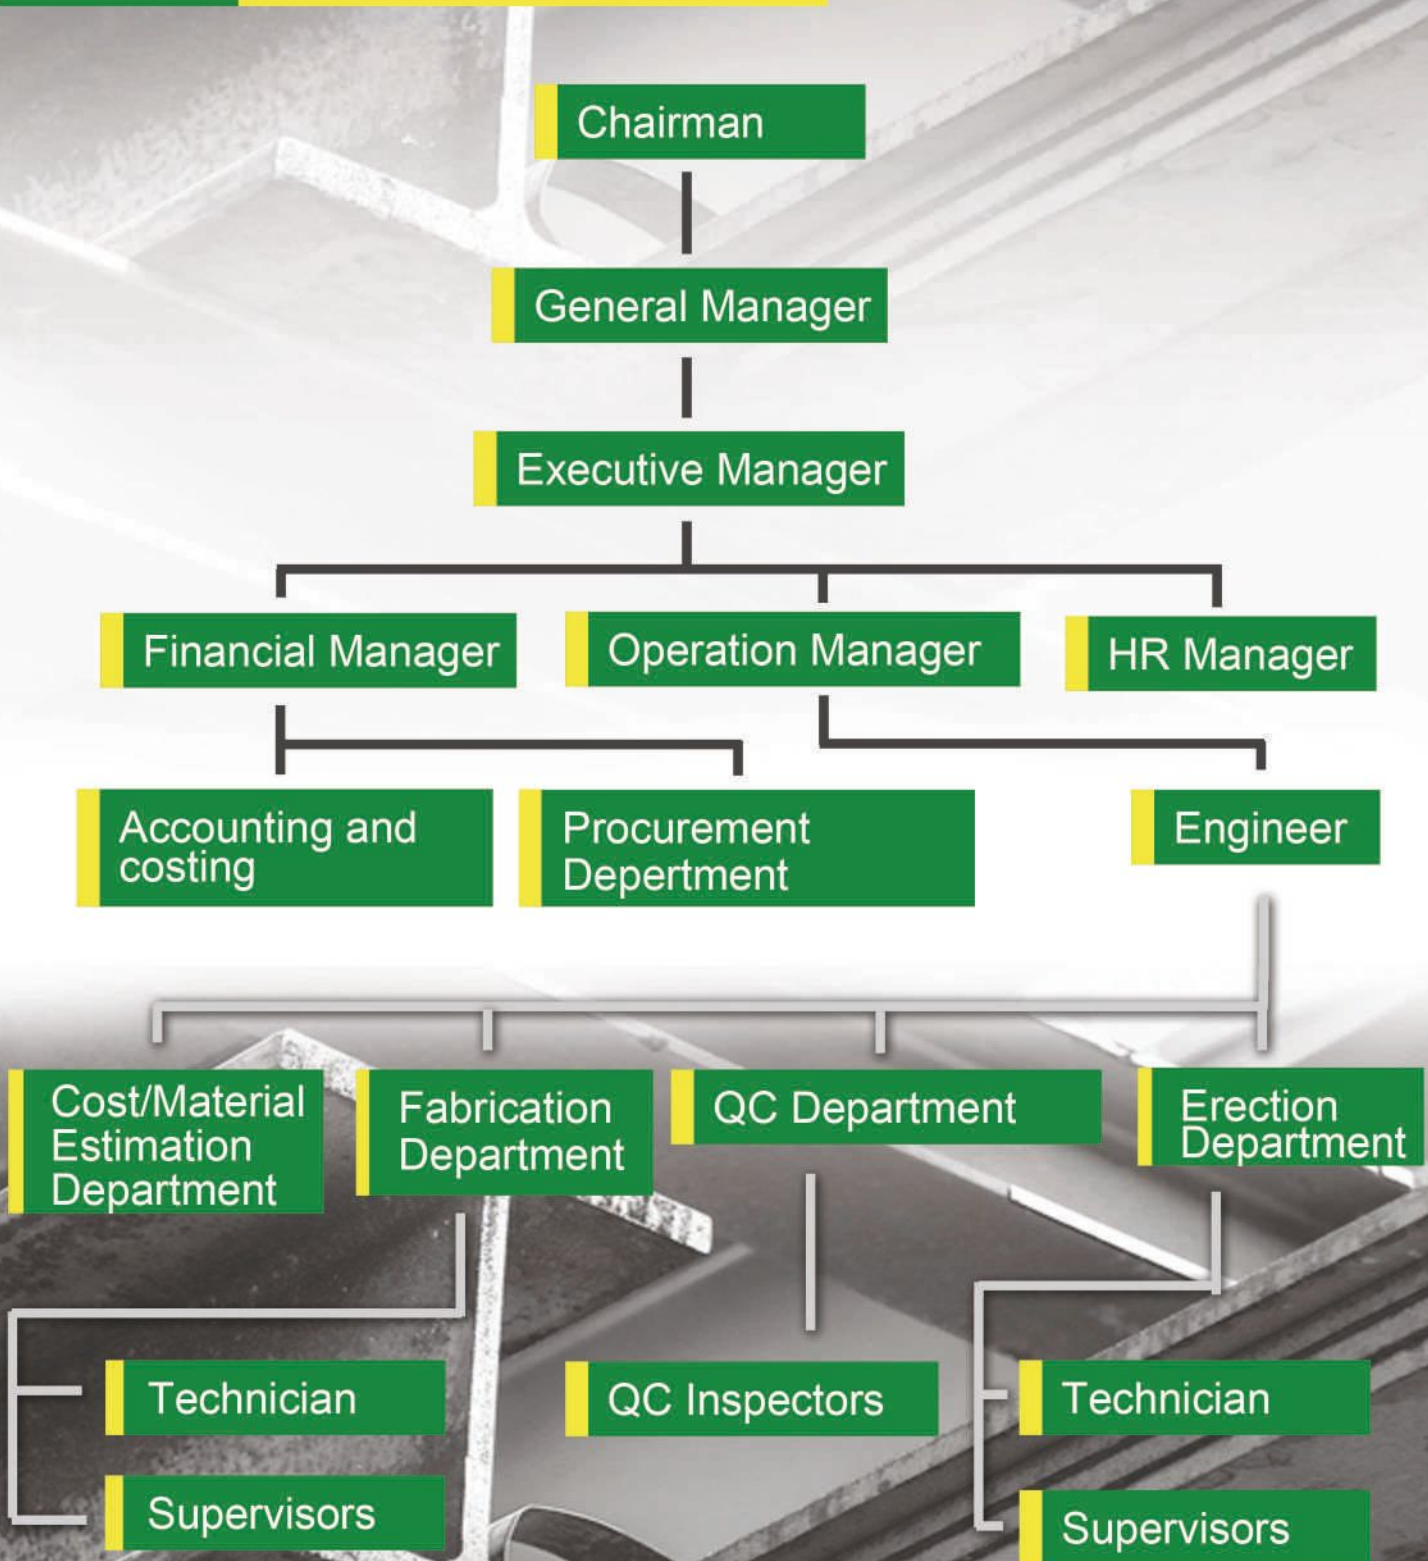 Chairman
General Manager
Executive Manager
Financial Manager
Operation Manager
HR Manager
Accounting and
costing
Procurement
Depertment
Engineer
Cost/Material
Estimation
Department
Fabrication
Department
QC Department
Erection
Department
Technician
Supervisors
QC Inspectors
Technician
Supervisors